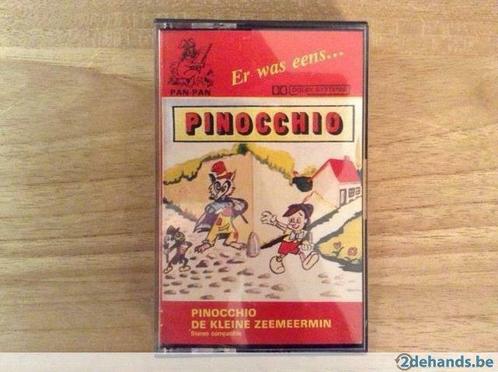 Er was eens...
PAN-PAN
DOLBY SYSTEM
PINOCCHIO
PINOCCHIO
DE KLEINE ZEEMEERMIN
Stereo compatible
2dehands.be